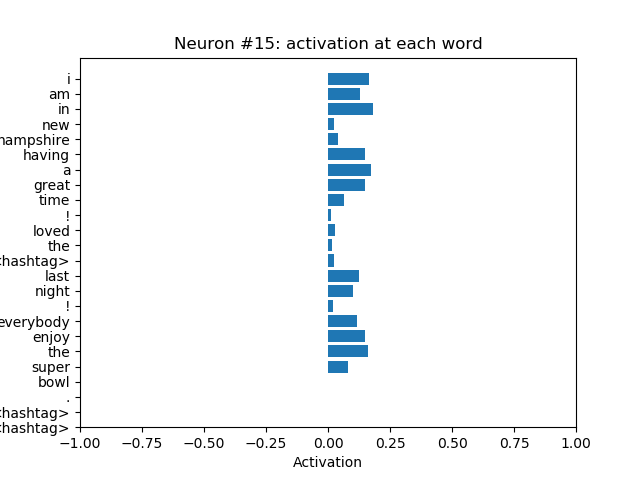 Neuron #15: activation at each word
i
am
in
new
hampshire
having
a
great
time
!
loved
the
hashtag>
last
night
!
everybody
enjoy
the
super
bowl
.
hashtag>
hashtag>
−1.00 −0.75 −0.50 −0.25 0.00 0.25 0.50 0.75 1.00
Activation